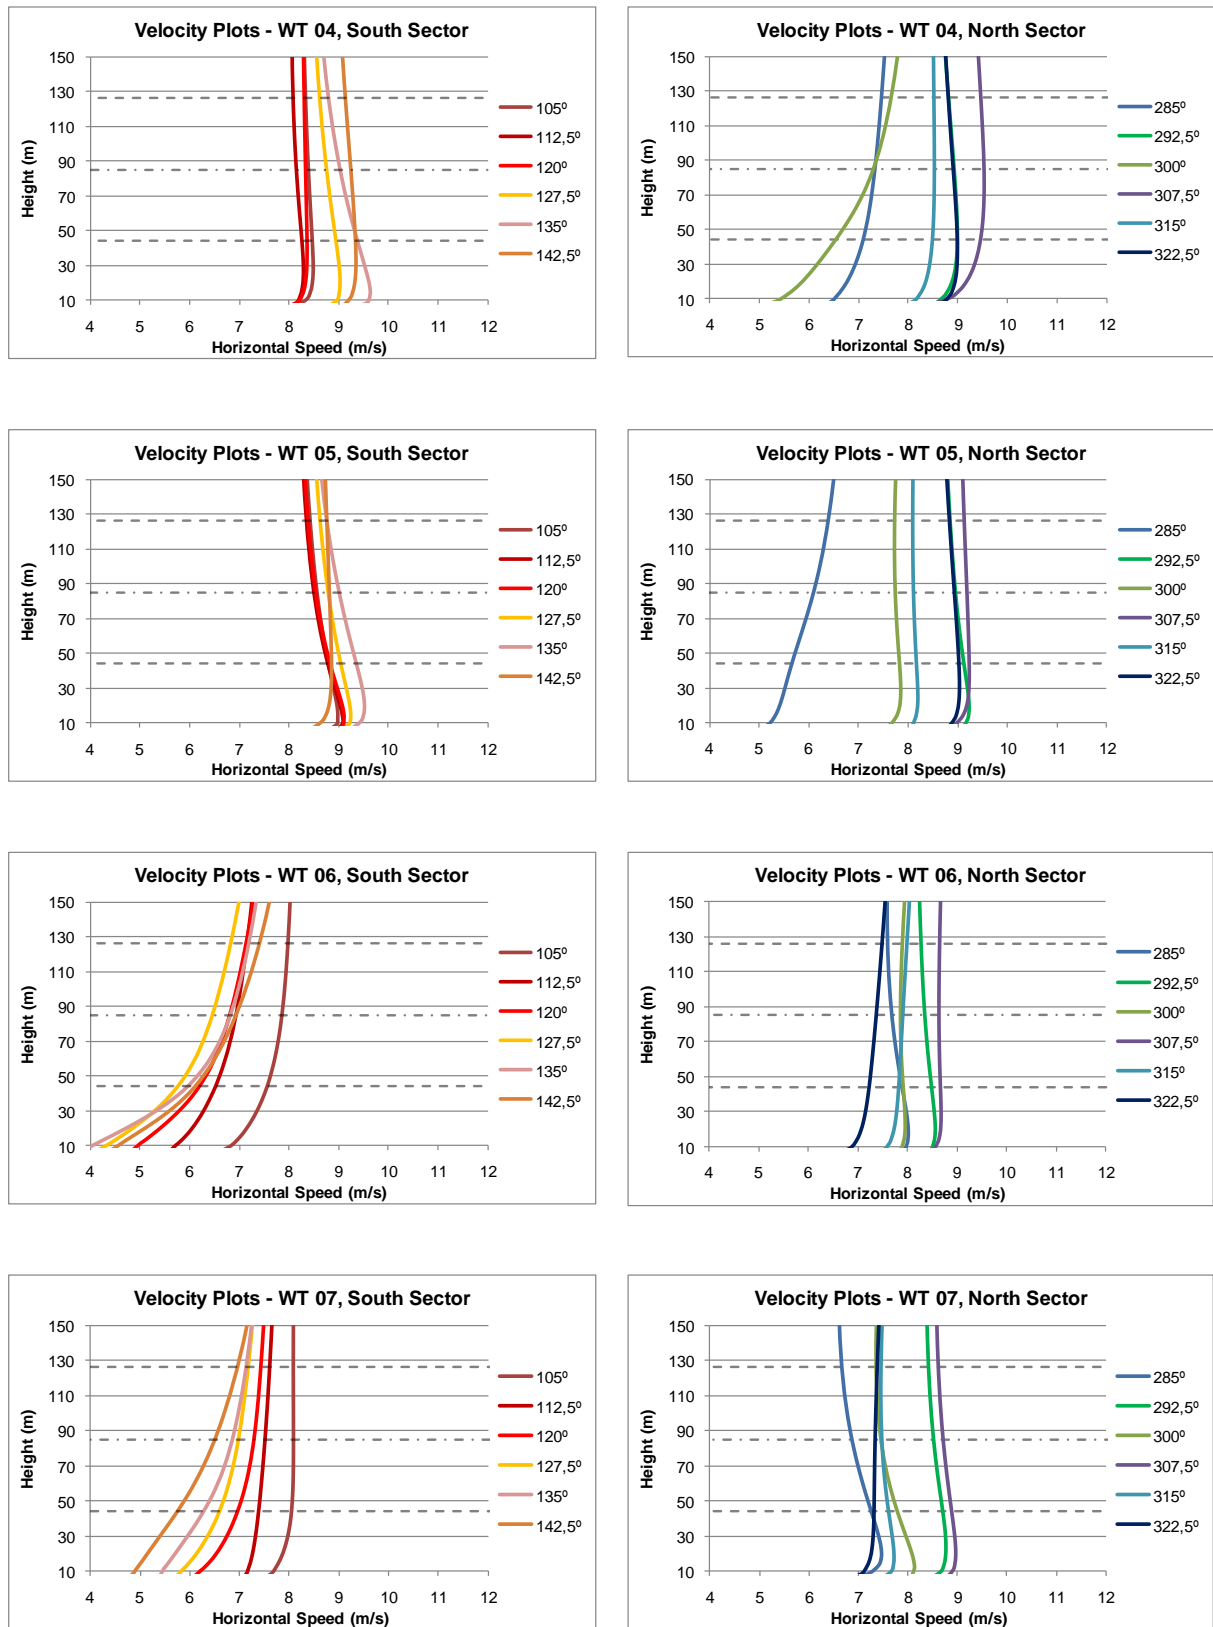 Velocity Plots - WT 04, South Sector
Height (m)
150
130
110
90
70
50
30
10
4 5 6 7 8 9 10 11 12
Horizontal Speed (m/s)
105º
112,5º
120º
127,5º
135º
142,5º
Velocity Plots - WT 04, North Sector
Height (m)
150
130
110
90
70
50
30
10
4 5 6 7 8 9 10 11 12
Horizontal Speed (m/s)
285º
292,5º
300º
307,5º
315º
322,5º
Velocity Plots - WT 05, South Sector
Height (m)
150
130
110
90
70
50
30
10
4 5 6 7 8 9 10 11 12
Horizontal Speed (m/s)
105º
112,5º
120º
127,5º
135º
142,5º
Velocity Plots - WT 05, North Sector
Height (m)
150
130
110
90
70
50
30
10
4 5 6 7 8 9 10 11 12
Horizontal Speed (m/s)
285º
292,5º
300º
307,5º
315º
322,5º
Velocity Plots - WT 06, South Sector
Height (m)
150
130
110
90
70
50
30
10
4 5 6 7 8 9 10 11 12
Horizontal Speed (m/s)
105º
112,5º
120º
127,5º
135º
142,5º
Velocity Plots - WT 06, North Sector
Height (m)
150
130
110
90
70
50
30
10
4 5 6 7 8 9 10 11 12
Horizontal Speed (m/s)
285º
292,5º
300º
307,5º
315º
322,5º
Velocity Plots - WT 07, South Sector
Height (m)
150
130
110
90
70
50
30
10
4 5 6 7 8 9 10 11 12
Horizontal Speed (m/s)
105º
112,5º
120º
127,5º
135º
142,5º
Velocity Plots - WT 07, North Sector
Height (m)
150
130
110
90
70
50
30
10
4 5 6 7 8 9 10 11 12
Horizontal Speed (m/s)
285º
292,5º
300º
307,5º
315º
322,5º